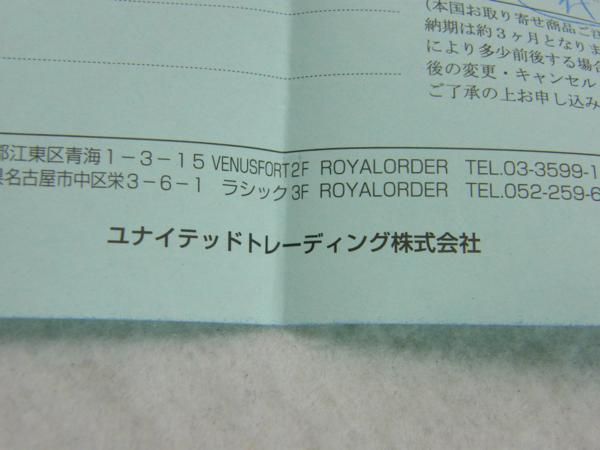 (本国お取り寄せ商品ご注
納期は約3ヶ月となりま
により多少前後する場合
後の変更・キャンセル
ご了承の上お申し込み
都江東区青海1-3-15 VENUSFORT2F ROYALORDER TEL.03-3599-1
県名古屋市中区栄3-6-1 ラシック3F ROYALORDER TEL.052-259-6
ユナイテッドトレーディング株式会社